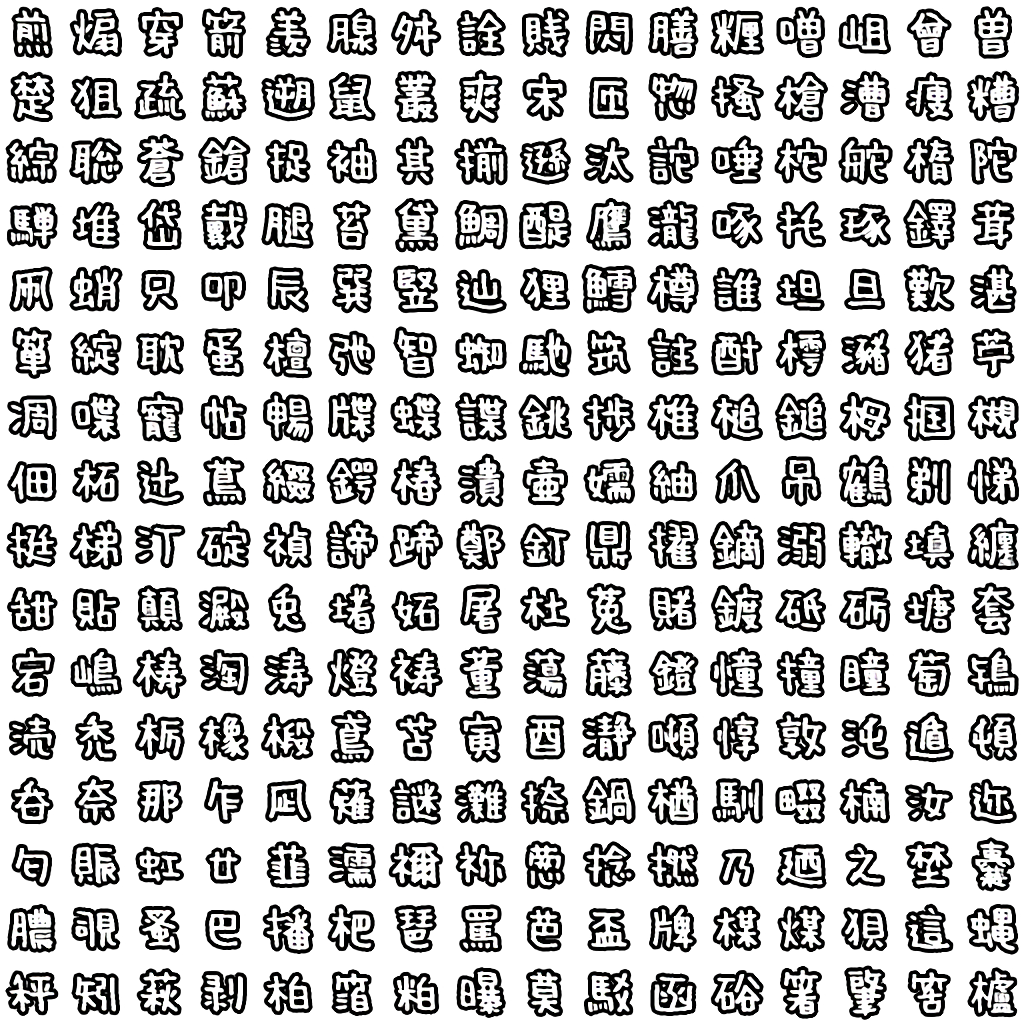 煎煽穿箭羨腺舛詮賤閃膳糎噌岨會曽
楚狙疏蘇遡鼠叢爽宋匝惣掻槍漕痩糟
綜聡蒼鎗捉袖其揃遜汰詑唾柁舵楕陀
騨堆岱戴腿苔黛鯛醍鷹瀧啄托琢鐸茸
凧蛸只叩辰巽竪辿狸鱈樽誰坦旦歎湛
箪綻耽蛋檀弛智蜘馳筑註酎樗瀦猪苧
凋喋寵帖暢牒蝶諜銚捗椎槌鎚栂掴槻
佃柘辻蔦綴鍔椿潰壷嬬紬爪吊鶴剃悌
挺梯汀碇禎諦蹄鄭釘鼎擢鏑溺轍填纏
甜貼顛澱兎堵妬屠杜菟賭鍍砥砺塘套
宕嶋梼淘涛燈祷董蕩藤鐙憧撞瞳萄鴇
涜禿栃橡椴鳶苫寅酉瀞噸惇敦沌遁頓
呑奈那乍凪薙謎灘捺鍋楢馴畷楠汝迩
匂賑虹廿韮濡禰祢葱捻撚乃廼之埜嚢
膿覗蚤巴播杷琶罵芭盃牌楳煤狽這蝿
秤矧萩剥柏箔粕曝莫駁函硲箸肇筈櫨